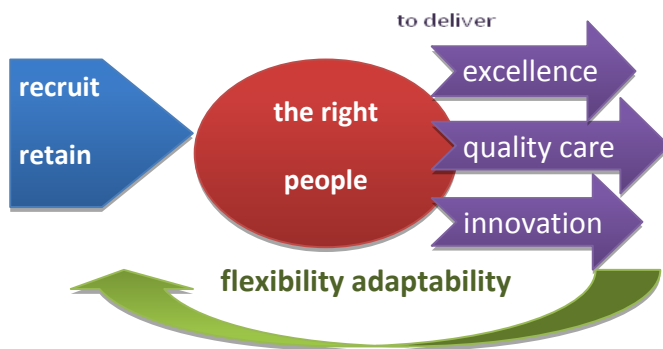 to deliver
recruit
retain
the right
people
excellence
quality care
innovation
flexibility adaptability